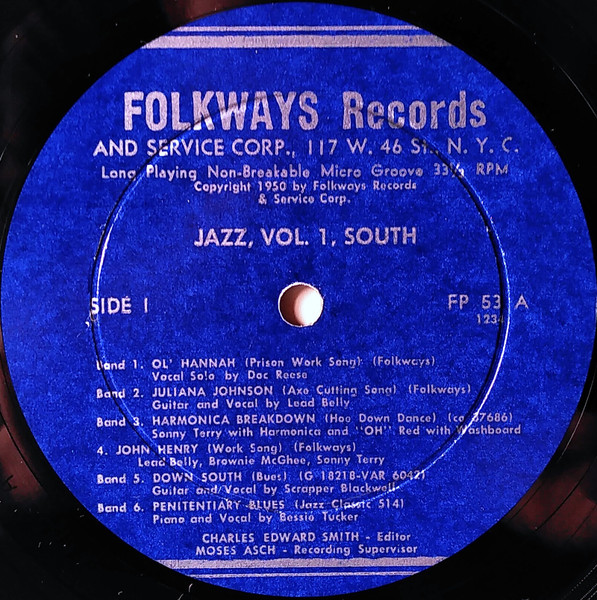 FOLKWAYS Records
AND SERVICE CORP., 117 W. 46 St., N. Y. C.
Long Playing Non-Breakable Micro Groove 33⅓ RPM
Copyright 1950 by Folkways Records
& Service Corp.
JAZZ, VOL. 1, SOUTH
SIDE I
FP 53 A
1234
Band 1. OL' HANNAH (Prison Work Song) (Folkways)
Vocal Solo by Doc Reese
Band 2. JULIANA JOHNSON (Axe Cutting Song) (Folkways)
Guitar and Vocal by Lead Belly
Band 3. HARMONICA BREAKDOWN (Hoe Down Dance) (co 37686)
Sonny Terry with Harmonica and "OH" Red with Washboard
4. JOHN HENRY (Work Song) (Folkways)
Lead Belly, Brownie McGhee, Sonny Terry
Band 5. DOWN SOUTH (Bues) (G 18218-VAR 6042)
Guitar and Vocal by Scrapper Blackwell
Band 6. PENITENTIARY BLUES (Jazz Classic 514)
Piano and Vocal by Bessie Tucker
CHARLES EDWARD SMITH - Editor
MOSES ASCH - Recording Supervisor